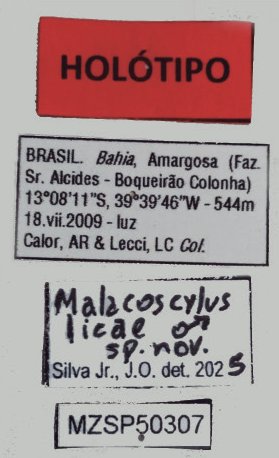 HOLÓTIPO
BRASIL. Bahia, Amargosa (Faz.
Sr. Alcides - Boqueirão Colonha)
13°08'11"S, 39°39'46"W - 544m
18.vii.2009 - luz
Calor, AR & Lecci, LC Col.
Malacoscylus
licae ♂
sp. nov.
Silva Jr., J.O. det. 2025
MZSP50307